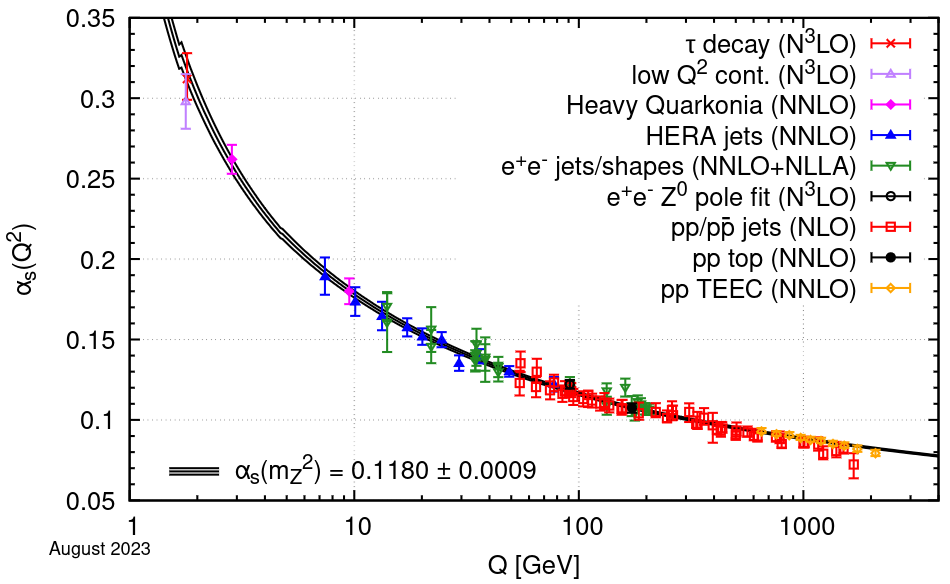 0.35
0.3
0.25
0.2
0.15
0.1
0.05
αs(Q²)
τ decay (N³LO)
low Q² cont. (N³LO)
Heavy Quarkonia (NNLO)
HERA jets (NNLO)
e⁺e⁻ jets/shapes (NNLO+NLLA)
e⁺e⁻ Z⁰ pole fit (N³LO)
pp/pp̄ jets (NLO)
pp top (NNLO)
pp TEEC (NNLO)
αs(mZ²) = 0.1180 ± 0.0009
1 10 100 1000
August 2023
Q [GeV]